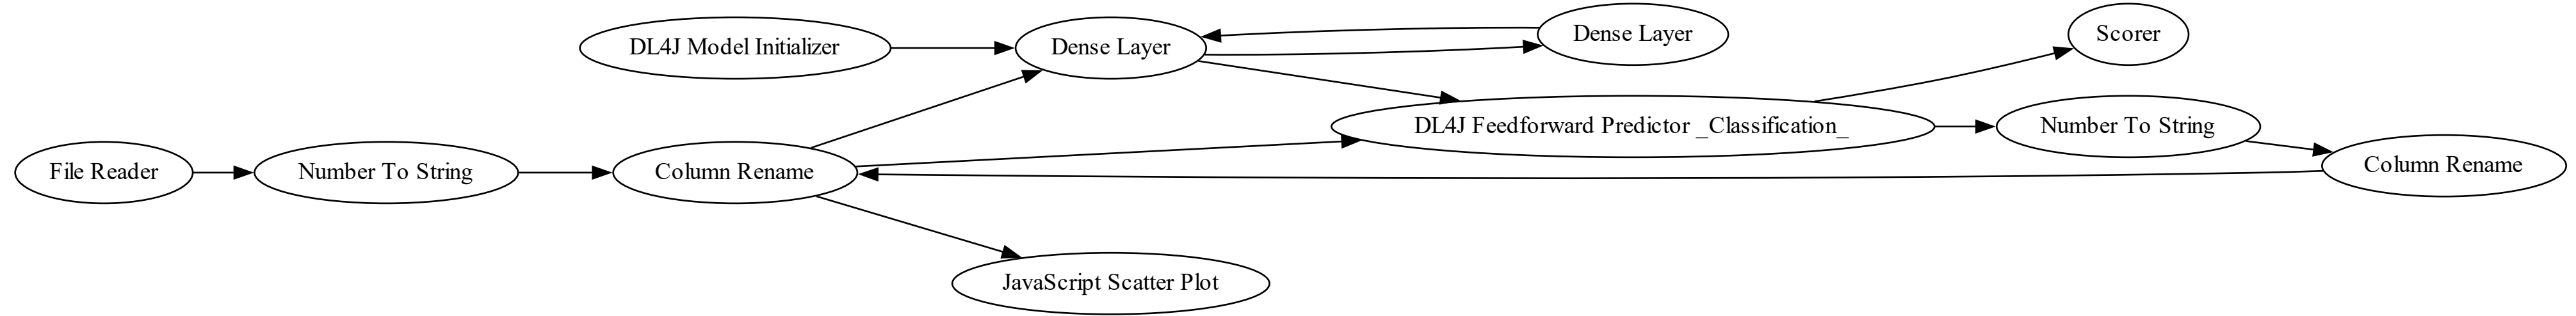 DL4J Model Initializer
Dense Layer
Dense Layer
Scorer
File Reader
Number To String
Column Rename
DL4J Feedforward Predictor _Classification_
Number To String
Column Rename
JavaScript Scatter Plot